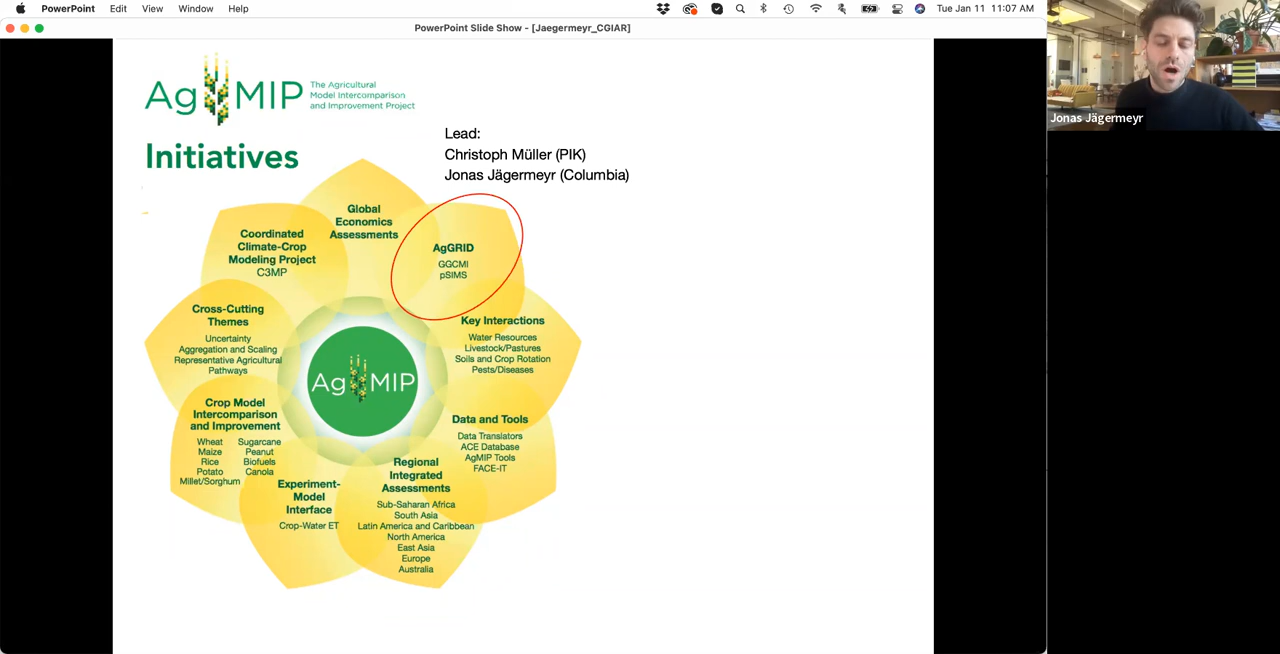 PowerPoint Edit View Window Help
Tue Jan 11 11:07 AM
PowerPoint Slide Show - [Jaegermeyr_CGIAR]
Jonas Jägermeyr
AgMIP
The Agricultural
Model Intercomparison
and Improvement Project
Initiatives
Lead:
Christoph Müller (PIK)
Jonas Jägermeyr (Columbia)
Global
Economics
Assessments
AgGRID
GGCMI
pSIMS
Key Interactions
Water Resources
Livestock/Pastures
Soils and Crop Rotation
Pests/Diseases
Data and Tools
Data Translators
ACE Database
AgMIP Tools
FACE-IT
Regional
Integrated
Assessments
Sub-Saharan Africa
South Asia
Latin America and Caribbean
North America
East Asia
Europe
Australia
Experiment-
Model
Interface
Crop-Water ET
Crop Model
Intercomparison
and Improvement
Wheat Sugarcane
Maize Peanut
Rice Biofuels
Potato Canola
Millet/Sorghum
Cross-Cutting
Themes
Uncertainty
Aggregation and Scaling
Representative Agricultural
Pathways
Coordinated
Climate-Crop
Modeling Project
C3MP
AgMIP